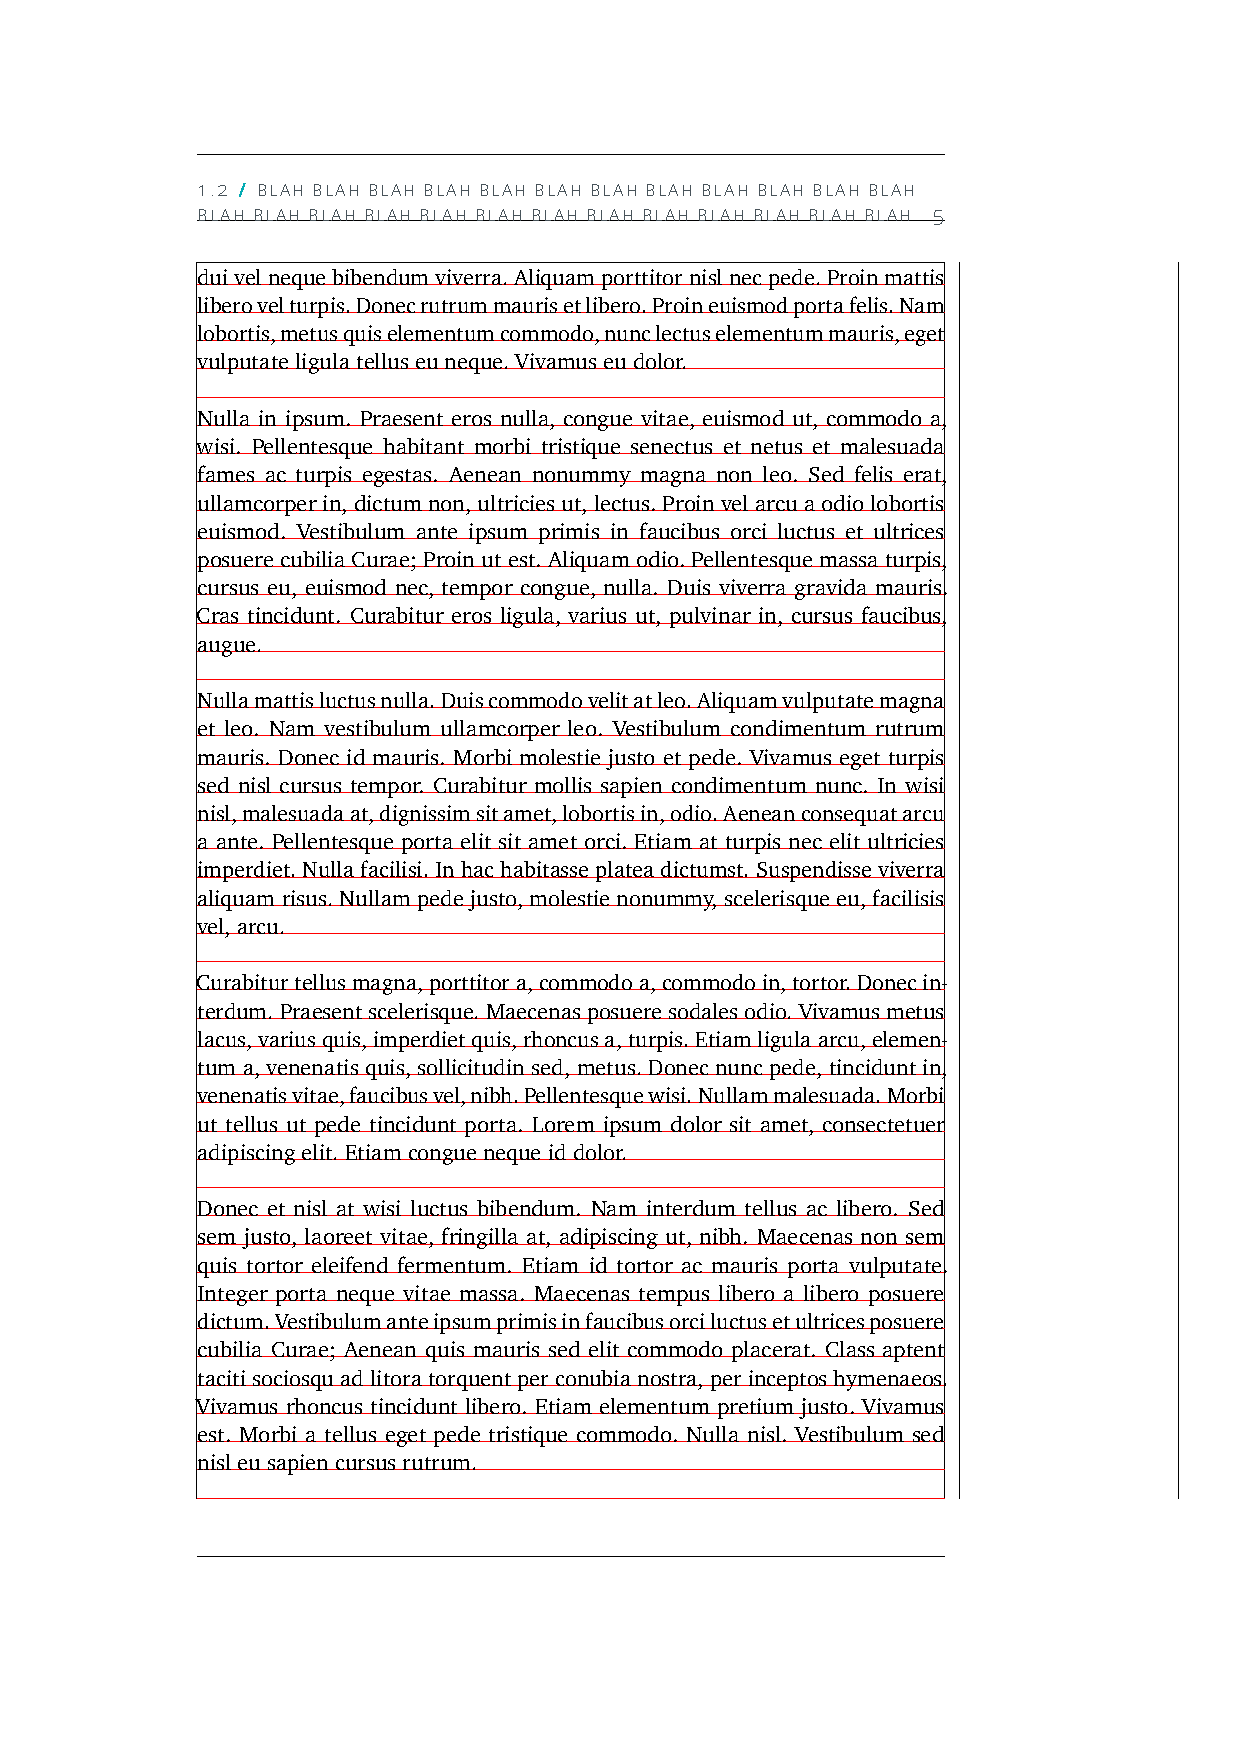 1.2 / BLAH BLAH BLAH BLAH BLAH BLAH BLAH BLAH BLAH BLAH BLAH BLAH
BLAH BLAH BLAH BLAH BLAH BLAH BLAH BLAH BLAH BLAH BLAH BLAH BLAH 5
dui vel neque bibendum viverra. Aliquam porttitor nisl nec pede. Proin mattis
libero vel turpis. Donec rutrum mauris et libero. Proin euismod porta felis. Nam
lobortis, metus quis elementum commodo, nunc lectus elementum mauris, eget
vulputate ligula tellus eu neque. Vivamus eu dolor.
Nulla in ipsum. Praesent eros nulla, congue vitae, euismod ut, commodo a,
wisi. Pellentesque habitant morbi tristique senectus et netus et malesuada
fames ac turpis egestas. Aenean nonummy magna non leo. Sed felis erat,
ullamcorper in, dictum non, ultricies ut, lectus. Proin vel arcu a odio lobortis
euismod. Vestibulum ante ipsum primis in faucibus orci luctus et ultrices
posuere cubilia Curae; Proin ut est. Aliquam odio. Pellentesque massa turpis,
cursus eu, euismod nec, tempor congue, nulla. Duis viverra gravida mauris.
Cras tincidunt. Curabitur eros ligula, varius ut, pulvinar in, cursus faucibus,
augue.
Nulla mattis luctus nulla. Duis commodo velit at leo. Aliquam vulputate magna
et leo. Nam vestibulum ullamcorper leo. Vestibulum condimentum rutrum
mauris. Donec id mauris. Morbi molestie justo et pede. Vivamus eget turpis
sed nisl cursus tempor. Curabitur mollis sapien condimentum nunc. In wisi
nisl, malesuada at, dignissim sit amet, lobortis in, odio. Aenean consequat arcu
a ante. Pellentesque porta elit sit amet orci. Etiam at turpis nec elit ultricies
imperdiet. Nulla facilisi. In hac habitasse platea dictumst. Suspendisse viverra
aliquam risus. Nullam pede justo, molestie nonummy, scelerisque eu, facilisis
vel, arcu.
Curabitur tellus magna, porttitor a, commodo a, commodo in, tortor. Donec in-
terdum. Praesent scelerisque. Maecenas posuere sodales odio. Vivamus metus
lacus, varius quis, imperdiet quis, rhoncus a, turpis. Etiam ligula arcu, elemen-
tum a, venenatis quis, sollicitudin sed, metus. Donec nunc pede, tincidunt in,
venenatis vitae, faucibus vel, nibh. Pellentesque wisi. Nullam malesuada. Morbi
ut tellus ut pede tincidunt porta. Lorem ipsum dolor sit amet, consectetuer
adipiscing elit. Etiam congue neque id dolor.
Donec et nisl at wisi luctus bibendum. Nam interdum tellus ac libero. Sed
sem justo, laoreet vitae, fringilla at, adipiscing ut, nibh. Maecenas non sem
quis tortor eleifend fermentum. Etiam id tortor ac mauris porta vulputate.
Integer porta neque vitae massa. Maecenas tempus libero a libero posuere
dictum. Vestibulum ante ipsum primis in faucibus orci luctus et ultrices posuere
cubilia Curae; Aenean quis mauris sed elit commodo placerat. Class aptent
taciti sociosqu ad litora torquent per conubia nostra, per inceptos hymenaeos.
Vivamus rhoncus tincidunt libero. Etiam elementum pretium justo. Vivamus
est. Morbi a tellus eget pede tristique commodo. Nulla nisl. Vestibulum sed
nisl eu sapien cursus rutrum.